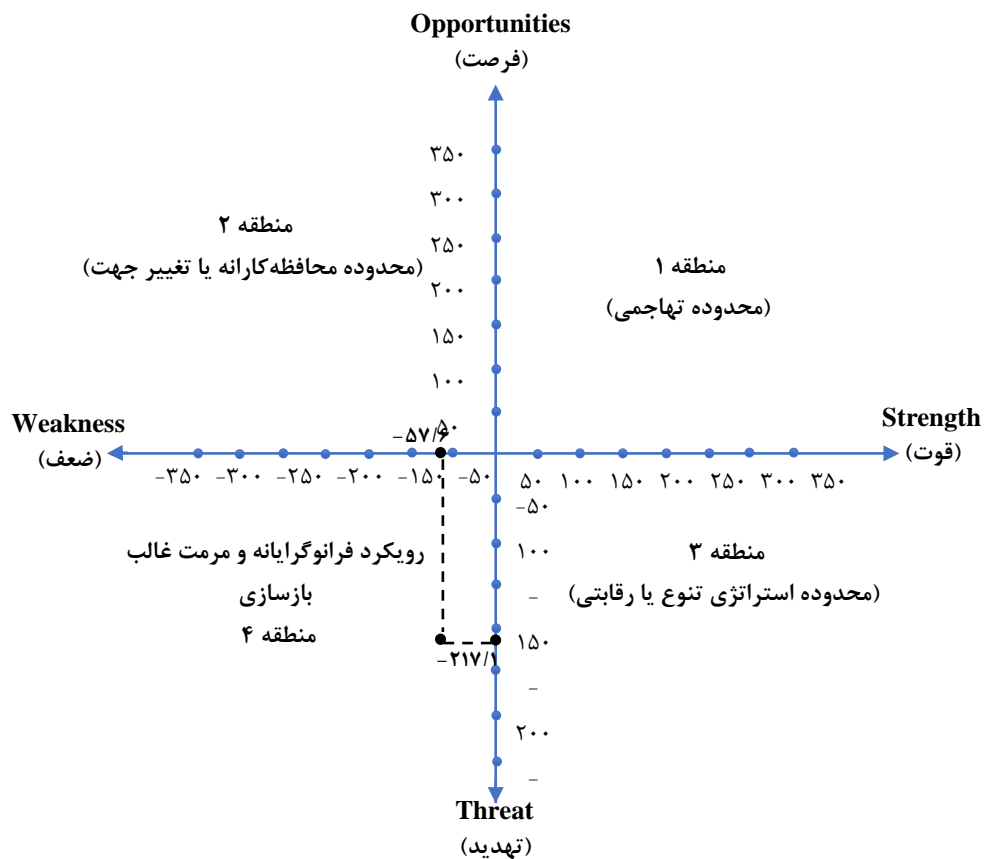 Opportunities
(فرصت)
۳۵۰
۳۰۰
۲۵۰
۲۰۰
۱۵۰
۱۰۰
۵۰
منطقه ۲
(محدوده محافظه‌کارانه یا تغییر جهت)
منطقه ۱
(محدوده تهاجمی)
Weakness
(ضعف)
Strength
(قوت)
−۵۷/۶
−۳۵۰ −۳۰۰ −۲۵۰ −۲۰۰ −۱۵۰ −۵۰ ۵۰ ۱۰۰ ۱۵۰ ۲۰۰ ۲۵۰ ۳۰۰ ۳۵۰
−۵۰
۱۰۰
−
۱۵۰
−
۲۰۰
−
رویکرد فرانوگرایانه و مرمت غالب
بازسازی
منطقه ۴
منطقه ۳
(محدوده استراتژی تنوع یا رقابتی)
−۲۱۷/۱
Threat
(تهدید)